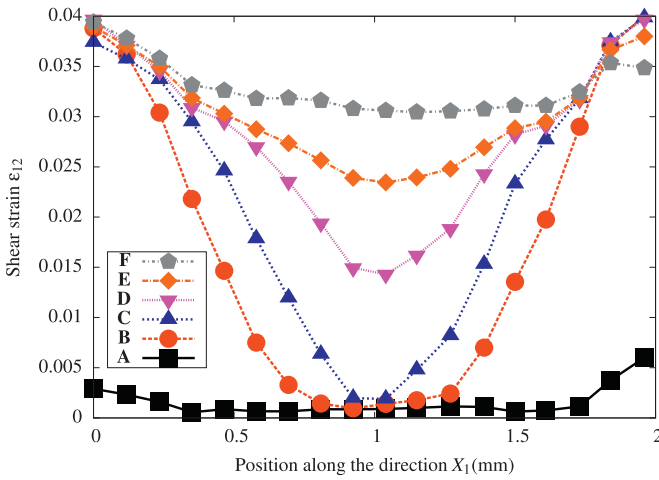 0.04
0.035
0.03
0.025
0.02
0.015
0.01
0.005
0
Shear strain ε12
F
E
D
C
B
A
0 0.5 1 1.5 2
Position along the direction X1(mm)